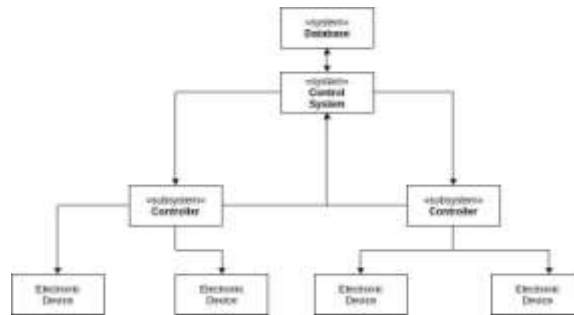 «system»
Database
«system»
Control
System
«subsystem»
Controller
«subsystem»
Controller
Electronic
Device
Electronic
Device
Electronic
Device
Electronic
Device